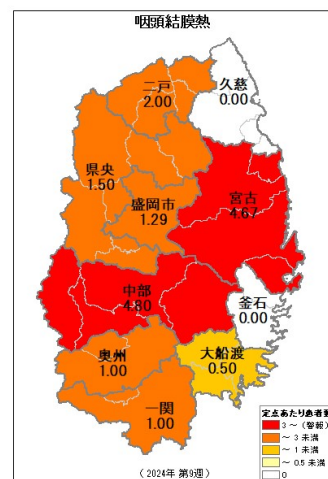 咽頭結膜熱
二戸
2.00
久慈
0.00
県央
1.50
盛岡市
1.29
宮古
4.67
中部
4.80
釜石
0.00
奥州
1.00
大船渡
0.50
一関
1.00
定点あたり患者数
3～（警報）
～3未満
～1未満
～0.5未満
0
（2024年 第9週）